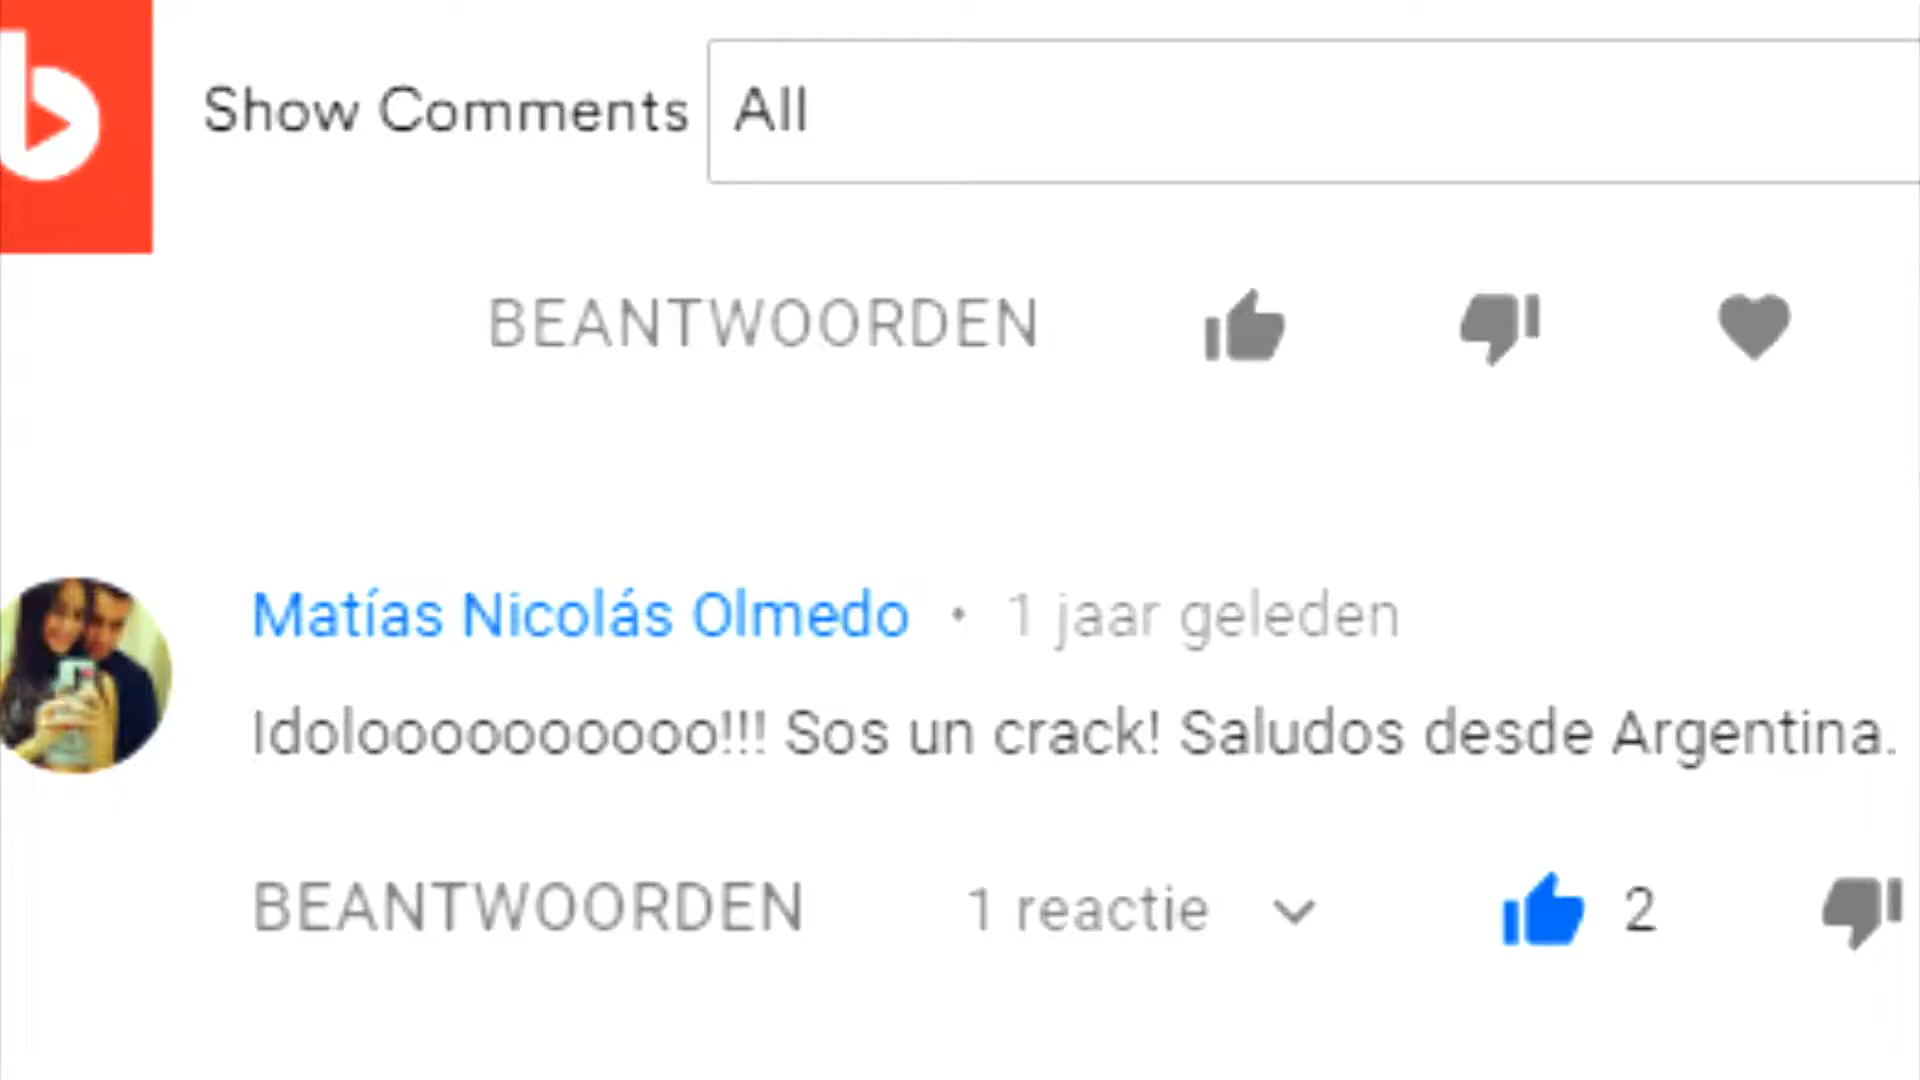 Show Comments All
BEANTWOORDEN
Matías Nicolás Olmedo • 1 jaar geleden
Idolooooooooooo!!! Sos un crack! Saludos desde Argentina.
BEANTWOORDEN 1 reactie 2